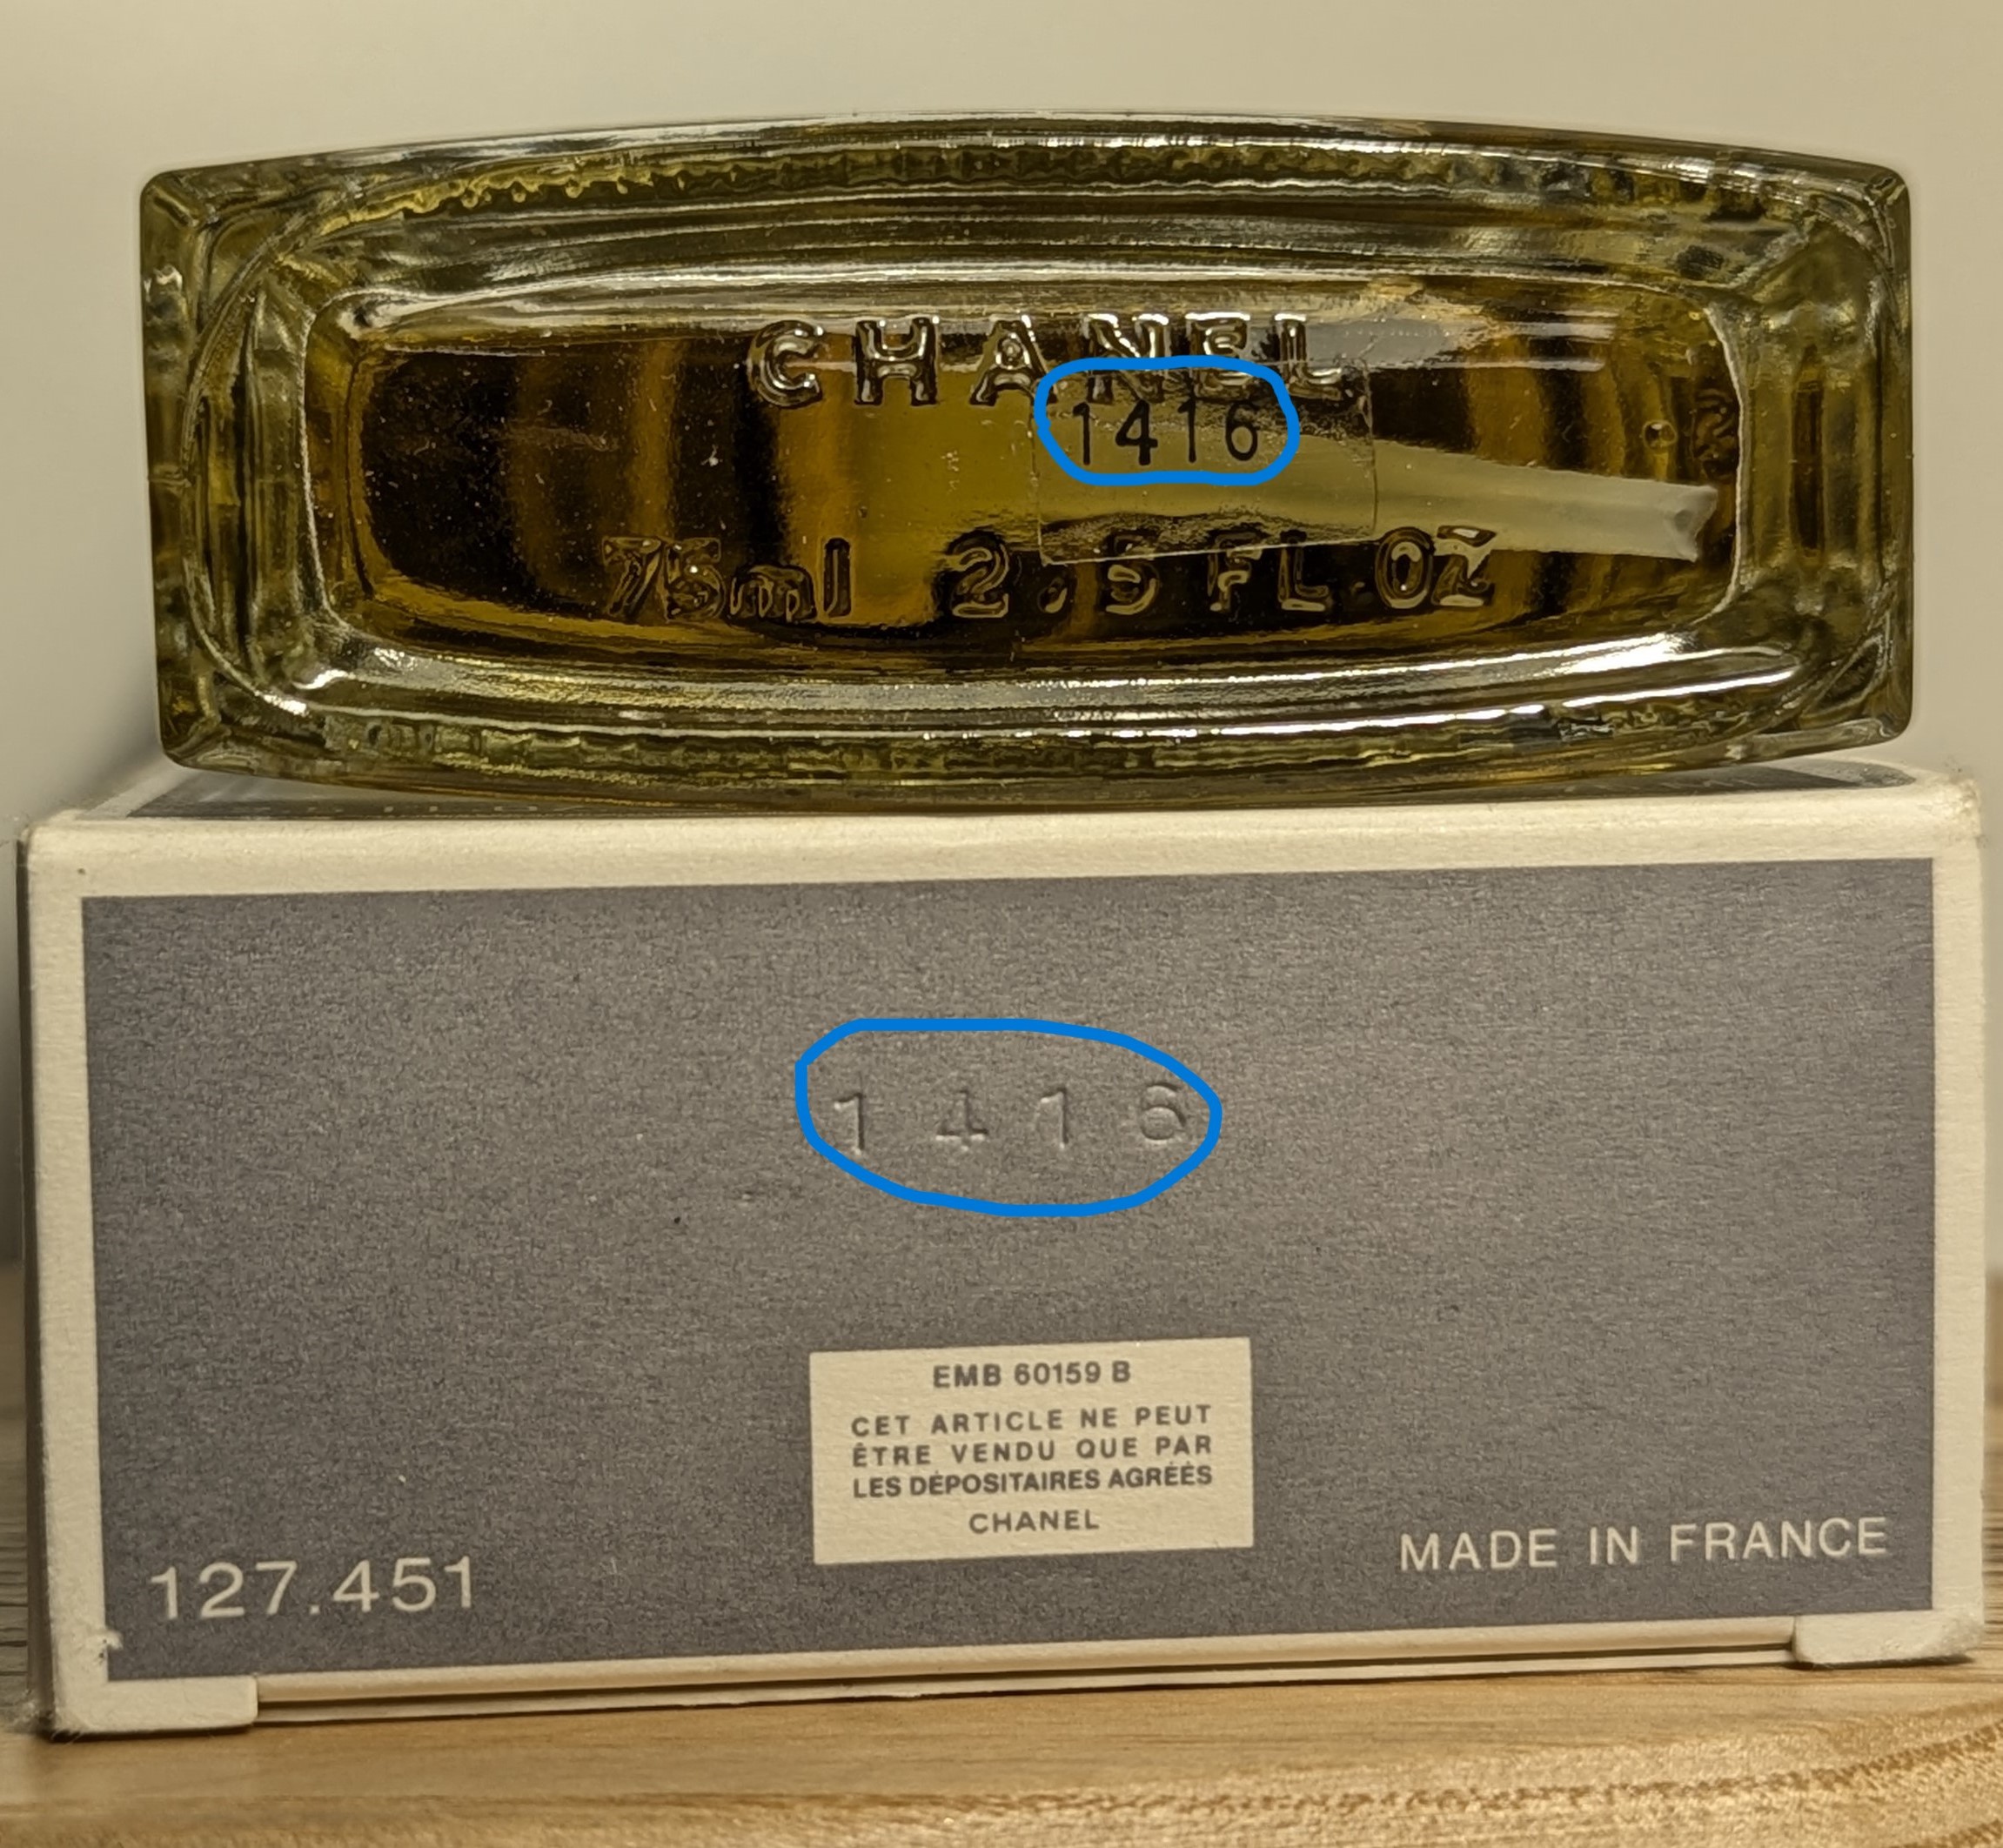 CHANEL
1416
75ml 2.5 FL OZ
1416
EMB 60159 B
CET ARTICLE NE PEUT
ÊTRE VENDU QUE PAR
LES DÉPOSITAIRES AGRÉÉS
CHANEL
127.451
MADE IN FRANCE